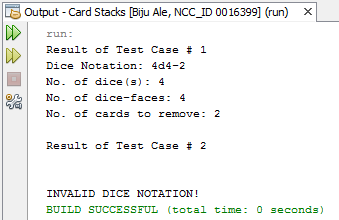 Output - Card Stacks [Biju Ale, NCC_ID 0016399] (run)
run:
Result of Test Case # 1
Dice Notation: 4d4-2
No. of dice(s): 4
No. of dice-faces: 4
No. of cards to remove: 2
Result of Test Case # 2
INVALID DICE NOTATION!
BUILD SUCCESSFUL (total time: 0 seconds)